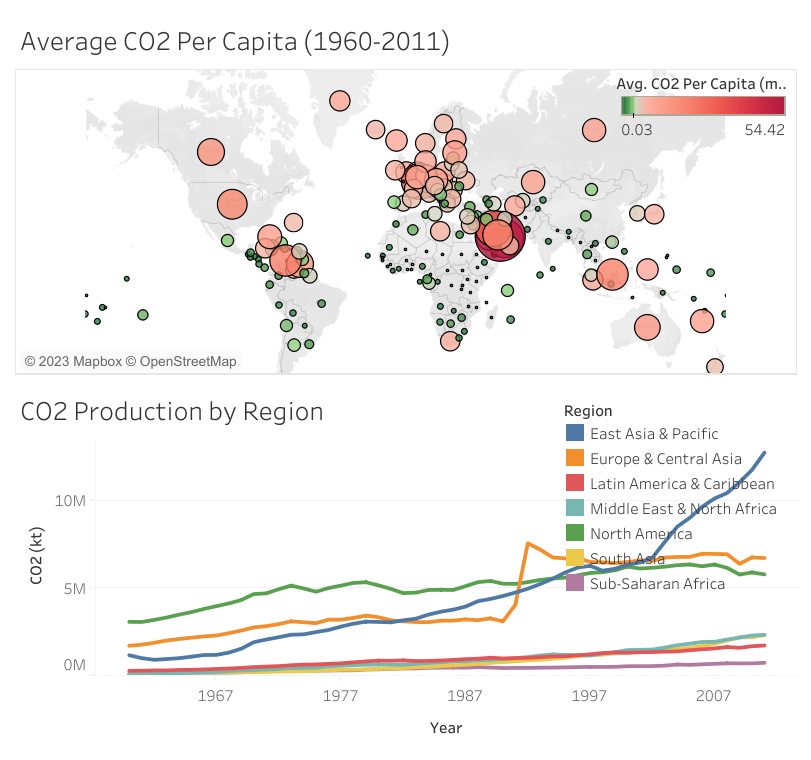 Average CO2 Per Capita (1960-2011)
Avg. CO2 Per Capita (m..
0.03 54.42
© 2023 Mapbox © OpenStreetMap
CO2 Production by Region
Region
East Asia & Pacific
Europe & Central Asia
Latin America & Caribbean
Middle East & North Africa
North America
South Asia
Sub-Saharan Africa
CO2 (kt)
10M
5M
0M
1967 1977 1987 1997 2007
Year